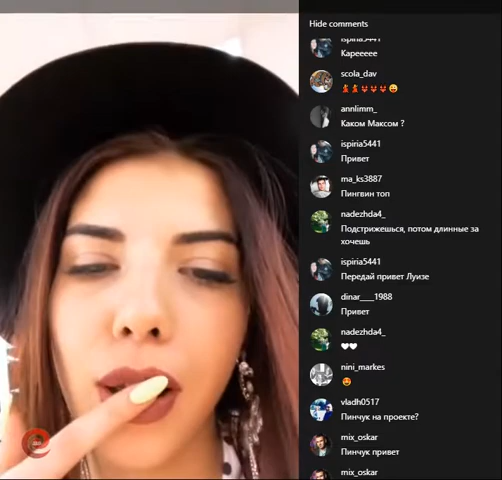 Hide comments
ispiria5441
Кареееее
scola_dav
annlimm_
Каком Максом ?
ispiria5441
Привет
ma_ks3887
Пингвин топ
nadezhda4_
Подстрижешься, потом длинные за
хочешь
ispiria5441
Передай привет Луизе
dinar____1988
Привет
nadezhda4_
nini_markes
vladh0517
Пинчук на проекте?
mix_oskar
Пинчук привет
mix_oskar